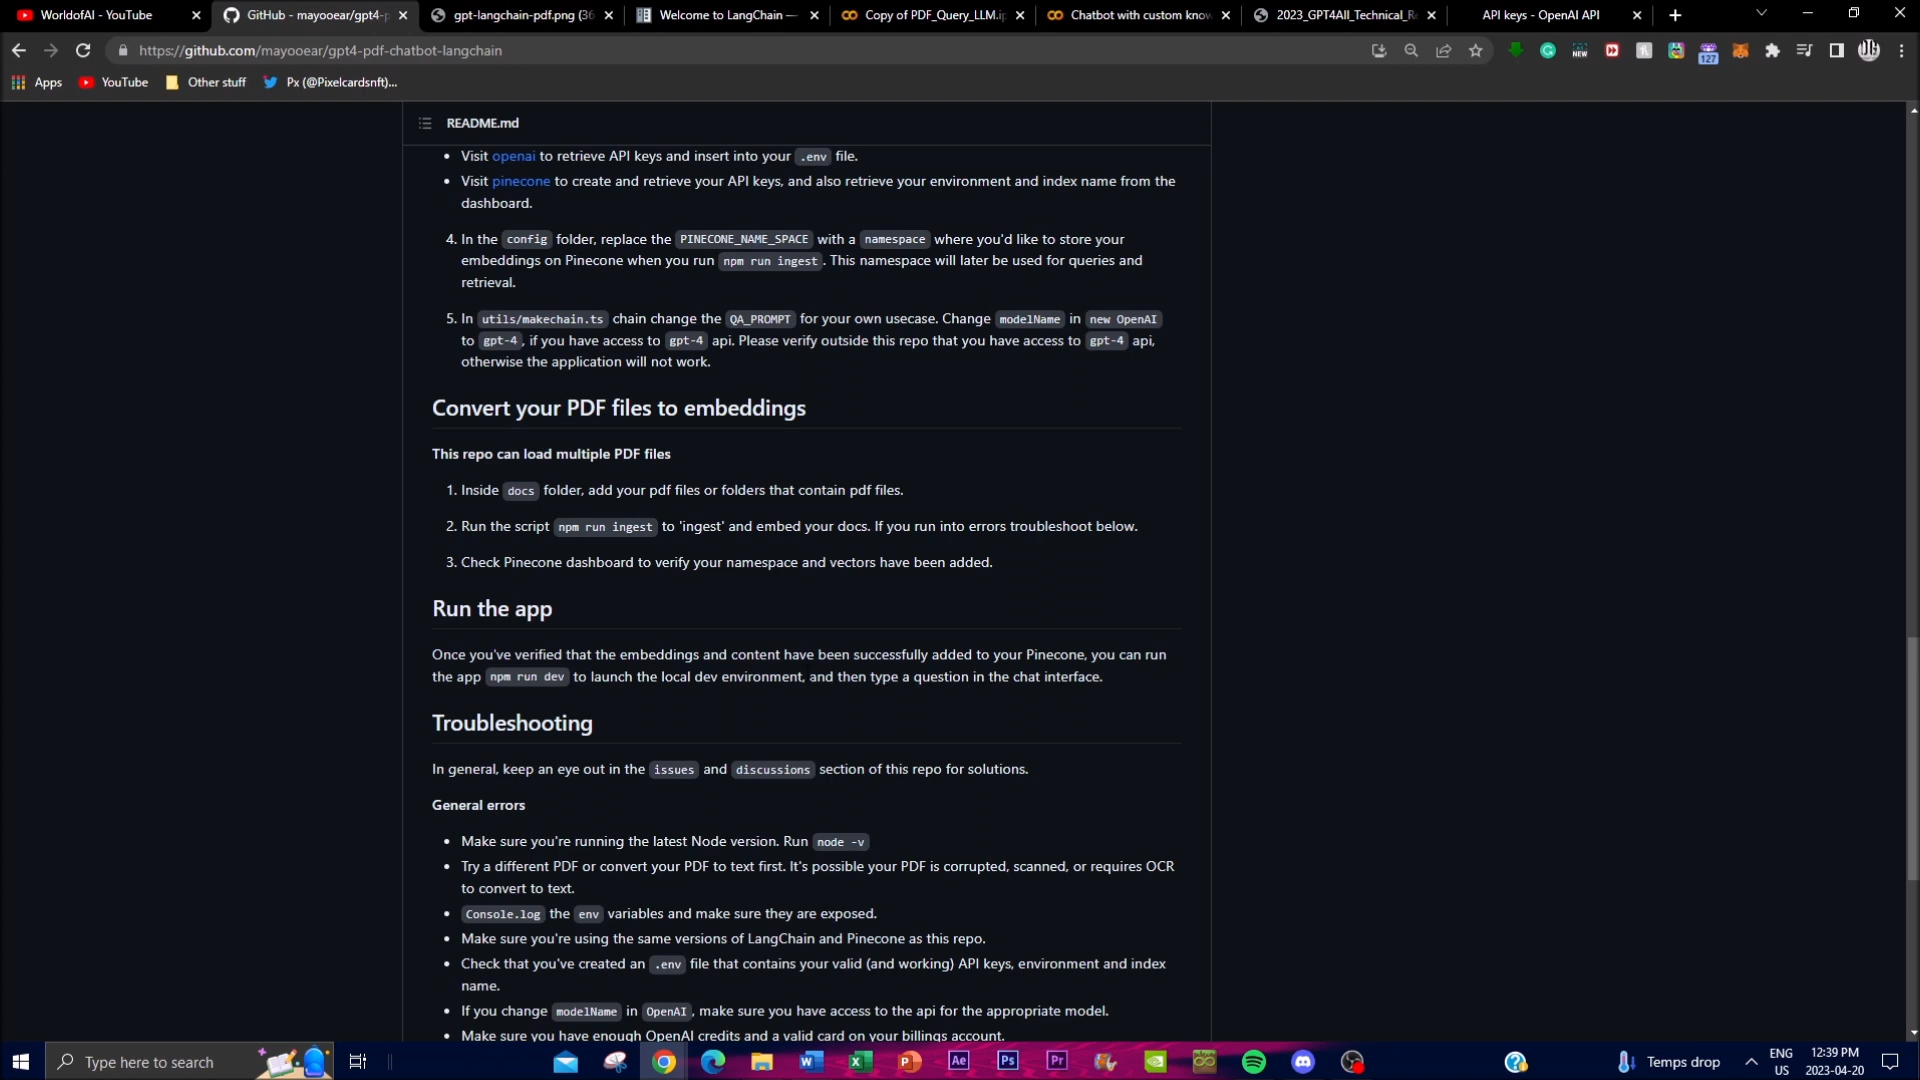 WorldofAI - YouTube
GitHub - mayooear/gpt4-p
gpt-langchain-pdf.png (36
Welcome to LangChain —
Copy of PDF_Query_LLM.ip
Chatbot with custom know
2023_GPT4All_Technical_Re
API keys - OpenAI API
https://github.com/mayooear/gpt4-pdf-chatbot-langchain
NEW
127
Apps
YouTube
Other stuff
Px (@Pixelcardsnft)...
README.md
Visit openai to retrieve API keys and insert into your .env file.
Visit pinecone to create and retrieve your API keys, and also retrieve your environment and index name from the
dashboard.
4. In the config folder, replace the PINECONE_NAME_SPACE with a namespace where you'd like to store your
embeddings on Pinecone when you run npm run ingest. This namespace will later be used for queries and
retrieval.
5. In utils/makechain.ts chain change the QA_PROMPT for your own usecase. Change modelName in new OpenAI
to gpt-4, if you have access to gpt-4 api. Please verify outside this repo that you have access to gpt-4 api,
otherwise the application will not work.
Convert your PDF files to embeddings
This repo can load multiple PDF files
1. Inside docs folder, add your pdf files or folders that contain pdf files.
2. Run the script npm run ingest to 'ingest' and embed your docs. If you run into errors troubleshoot below.
3. Check Pinecone dashboard to verify your namespace and vectors have been added.
Run the app
Once you've verified that the embeddings and content have been successfully added to your Pinecone, you can run
the app npm run dev to launch the local dev environment, and then type a question in the chat interface.
Troubleshooting
In general, keep an eye out in the issues and discussions section of this repo for solutions.
General errors
Make sure you're running the latest Node version. Run node -v
Try a different PDF or convert your PDF to text first. It's possible your PDF is corrupted, scanned, or requires OCR
to convert to text.
Console.log the env variables and make sure they are exposed.
Make sure you're using the same versions of LangChain and Pinecone as this repo.
Check that you've created an .env file that contains your valid (and working) API keys, environment and index
name.
If you change modelName in OpenAI, make sure you have access to the api for the appropriate model.
Make sure you have enough OpenAI credits and a valid card on your billings account.
Type here to search
Ae
Ps
Pr
Temps drop
ENG
US
12:39 PM
2023-04-20